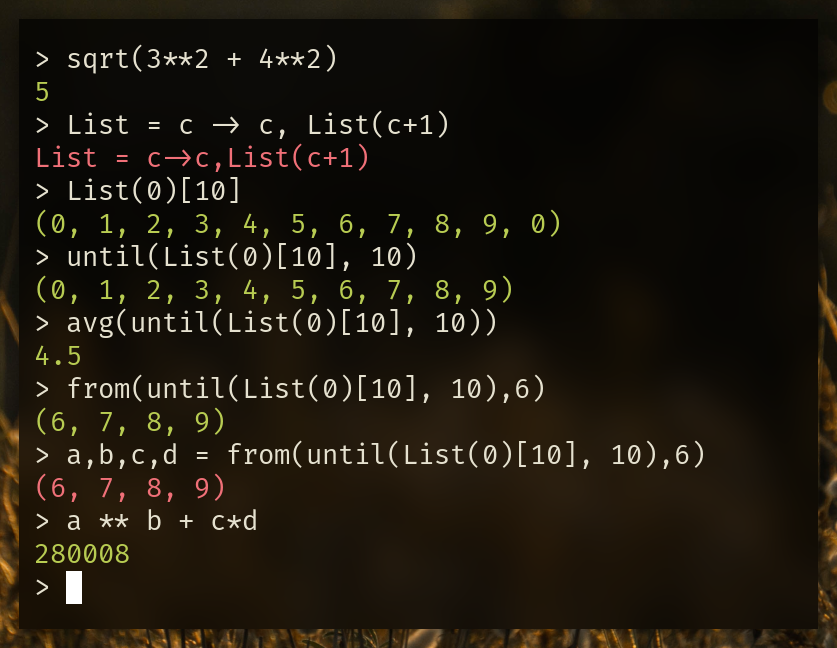 > sqrt(3**2 + 4**2)
5
> List = c → c, List(c+1)
List = c→c,List(c+1)
> List(0)[10]
(0, 1, 2, 3, 4, 5, 6, 7, 8, 9, 0)
> until(List(0)[10], 10)
(0, 1, 2, 3, 4, 5, 6, 7, 8, 9)
> avg(until(List(0)[10], 10))
4.5
> from(until(List(0)[10], 10),6)
(6, 7, 8, 9)
> a,b,c,d = from(until(List(0)[10], 10),6)
(6, 7, 8, 9)
> a ** b + c*d
280008
>